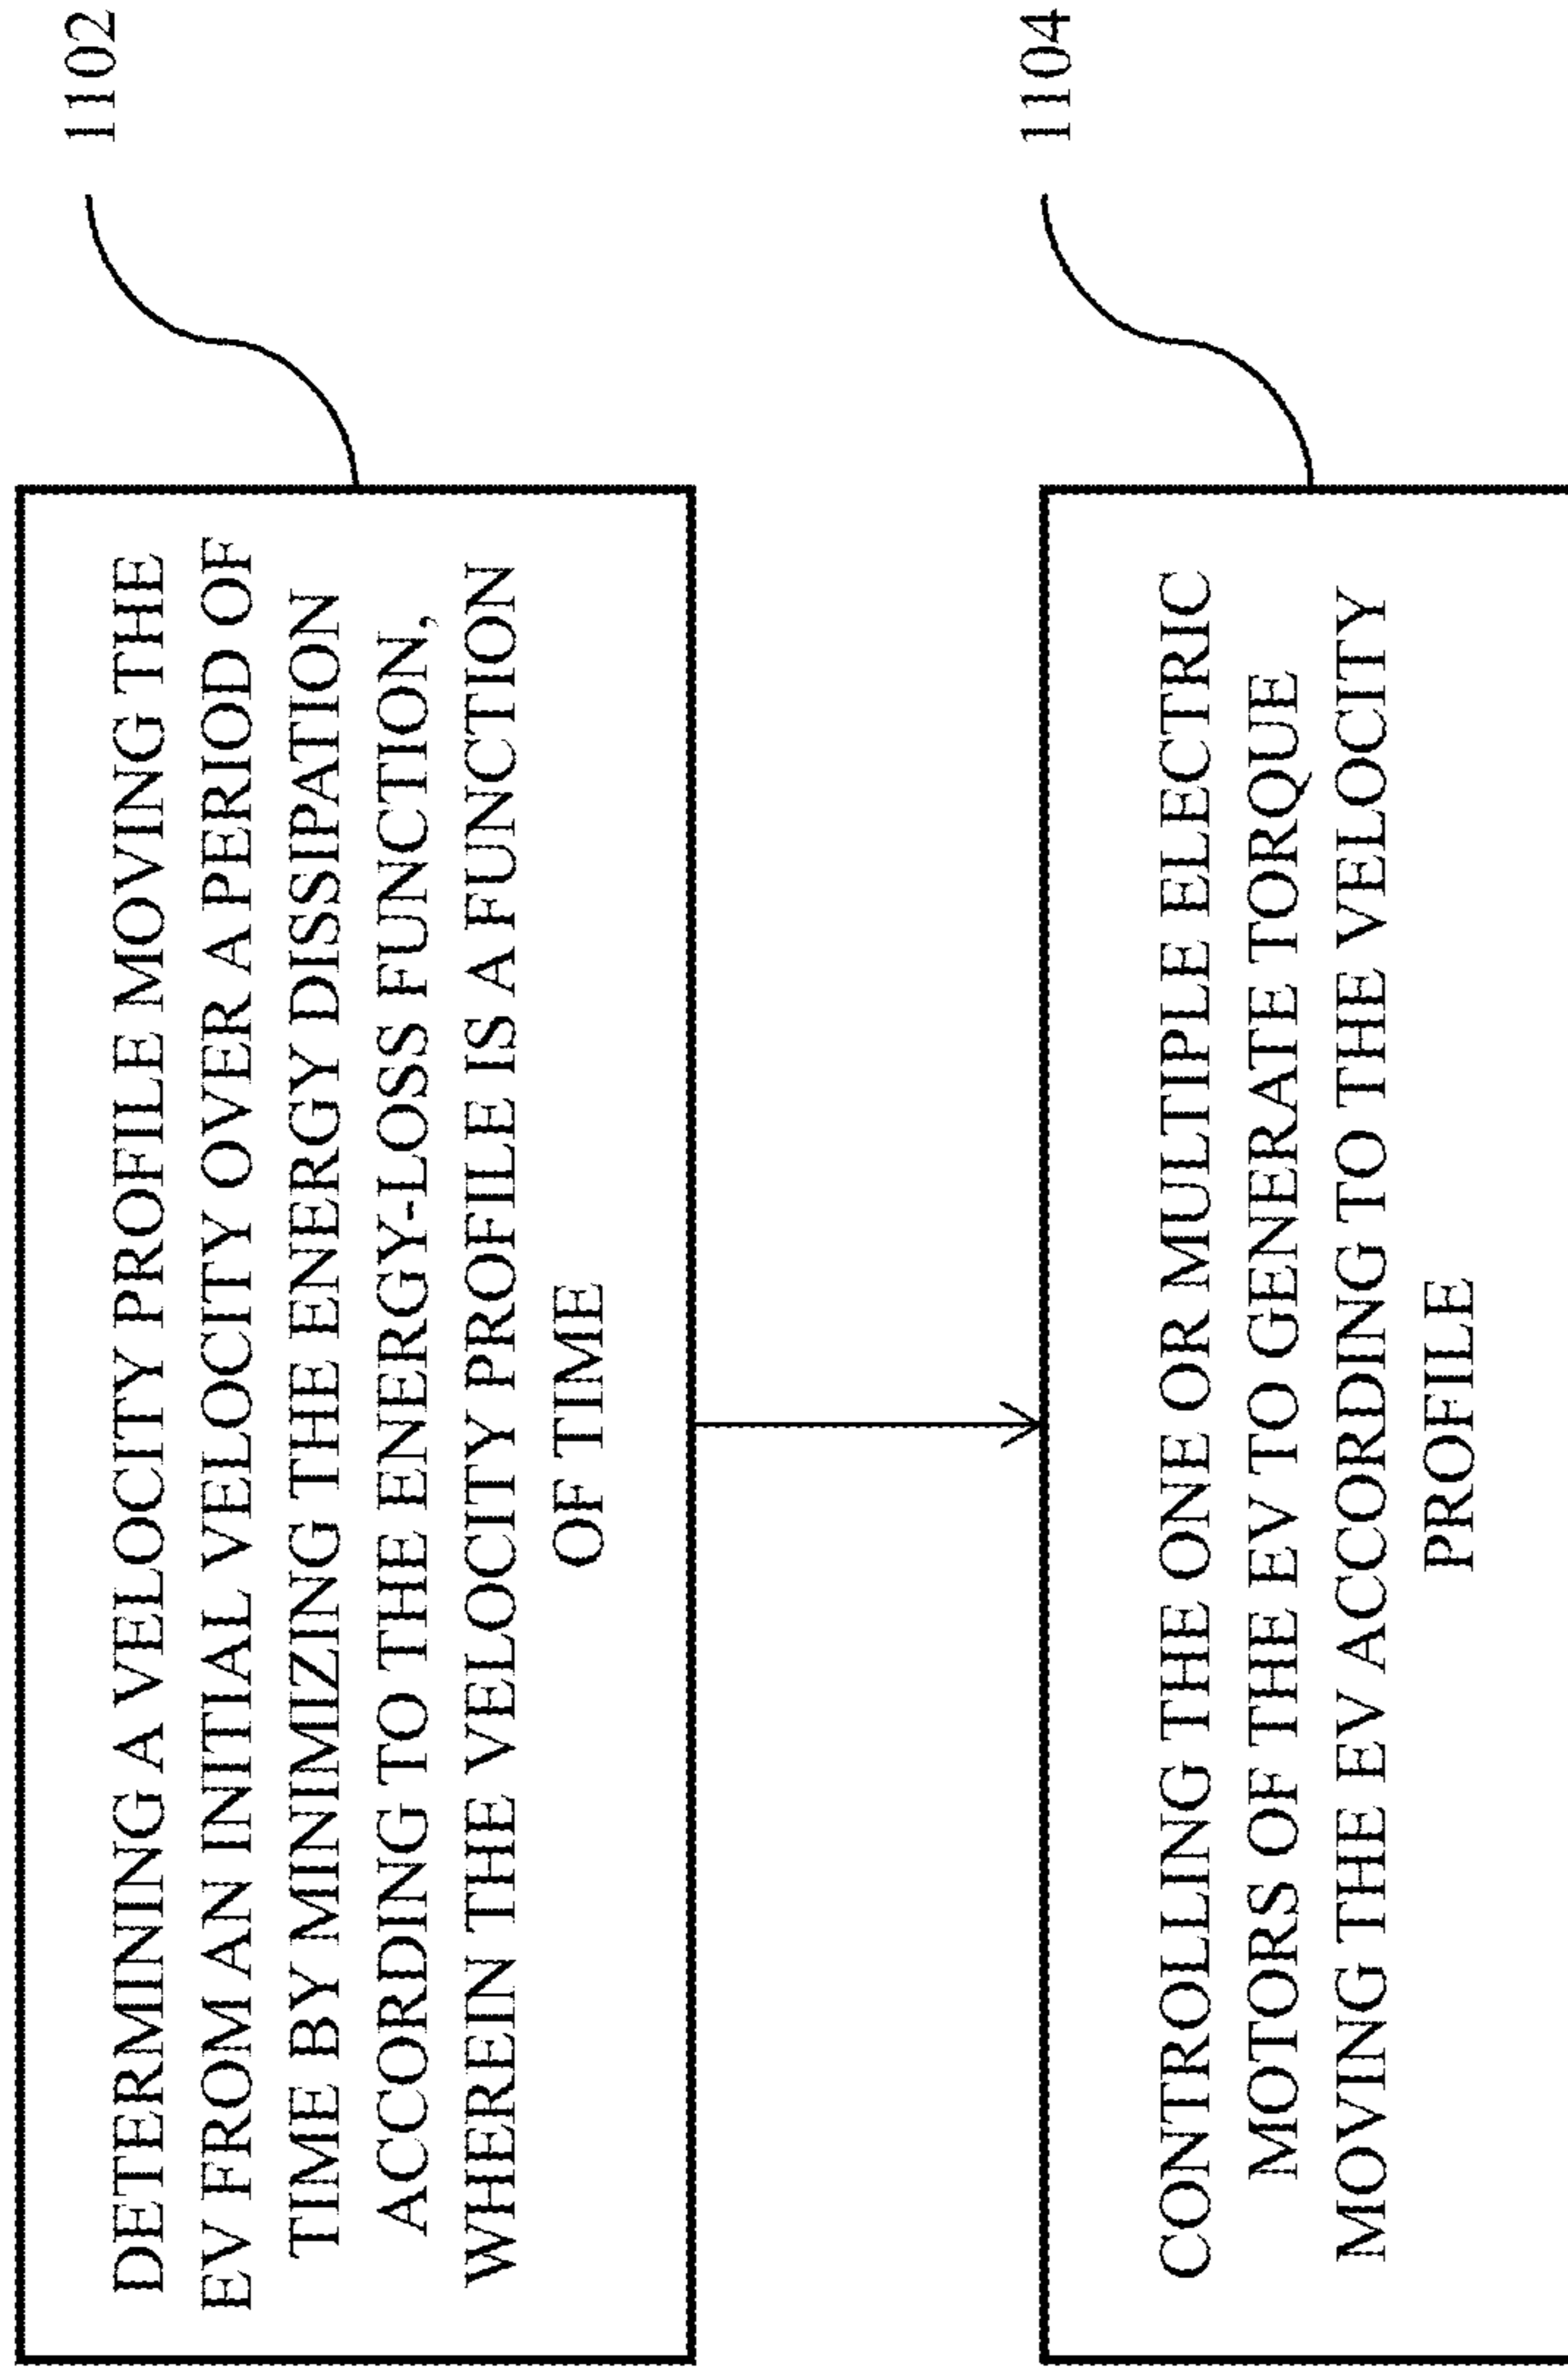 DETERMINING A VELOCITY PROFILE MOVING THE
EV FROM AN INITIAL VELOCITY OVER A PERIOD OF
TIME BY MINIMIZING THE ENERGY DISSIPATION
ACCORDING TO THE ENERGY-LOSS FUNCTION,
WHEREIN THE VELOCITY PROFILE IS A FUNCTION
OF TIME
1102
CONTROLLING THE ONE OR MULTIPLE ELECTRIC
MOTORS OF THE EV TO GENERATE TORQUE
MOVING THE EV ACCORDING TO THE VELOCITY
PROFILE
1104